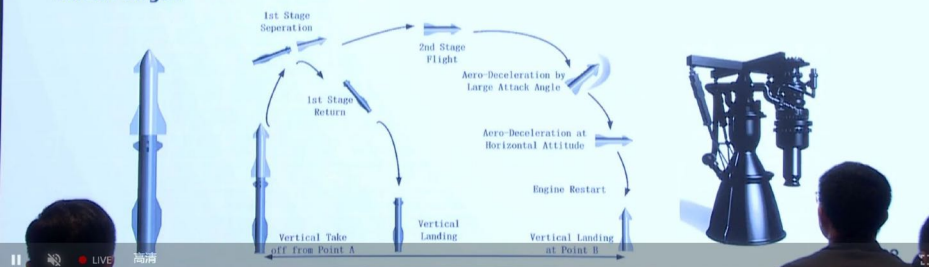 1st Stage
Seperation
2nd Stage
Flight
Aero-Deceleration by
Large Attack Angle
1st Stage
Return
Aero-Deceleration at
Horizontal Attitude
Engine Restart
Vertical
Landing
Vertical Take
off from Point A
Vertical Landing
at Point B
LIVE
高清